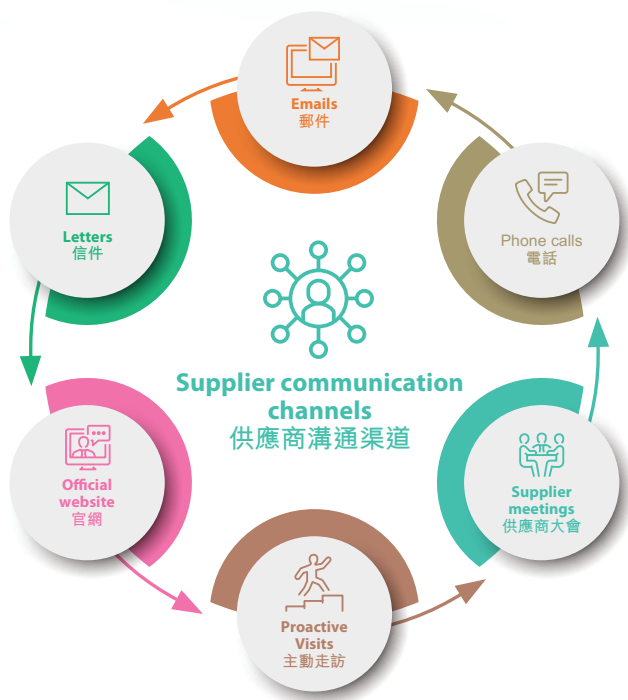 Emails
郵件
Phone calls
電話
Letters
信件
Supplier communication
channels
供應商溝通渠道
Official
website
官網
Supplier
meetings
供應商大會
Proactive
Visits
主動走訪